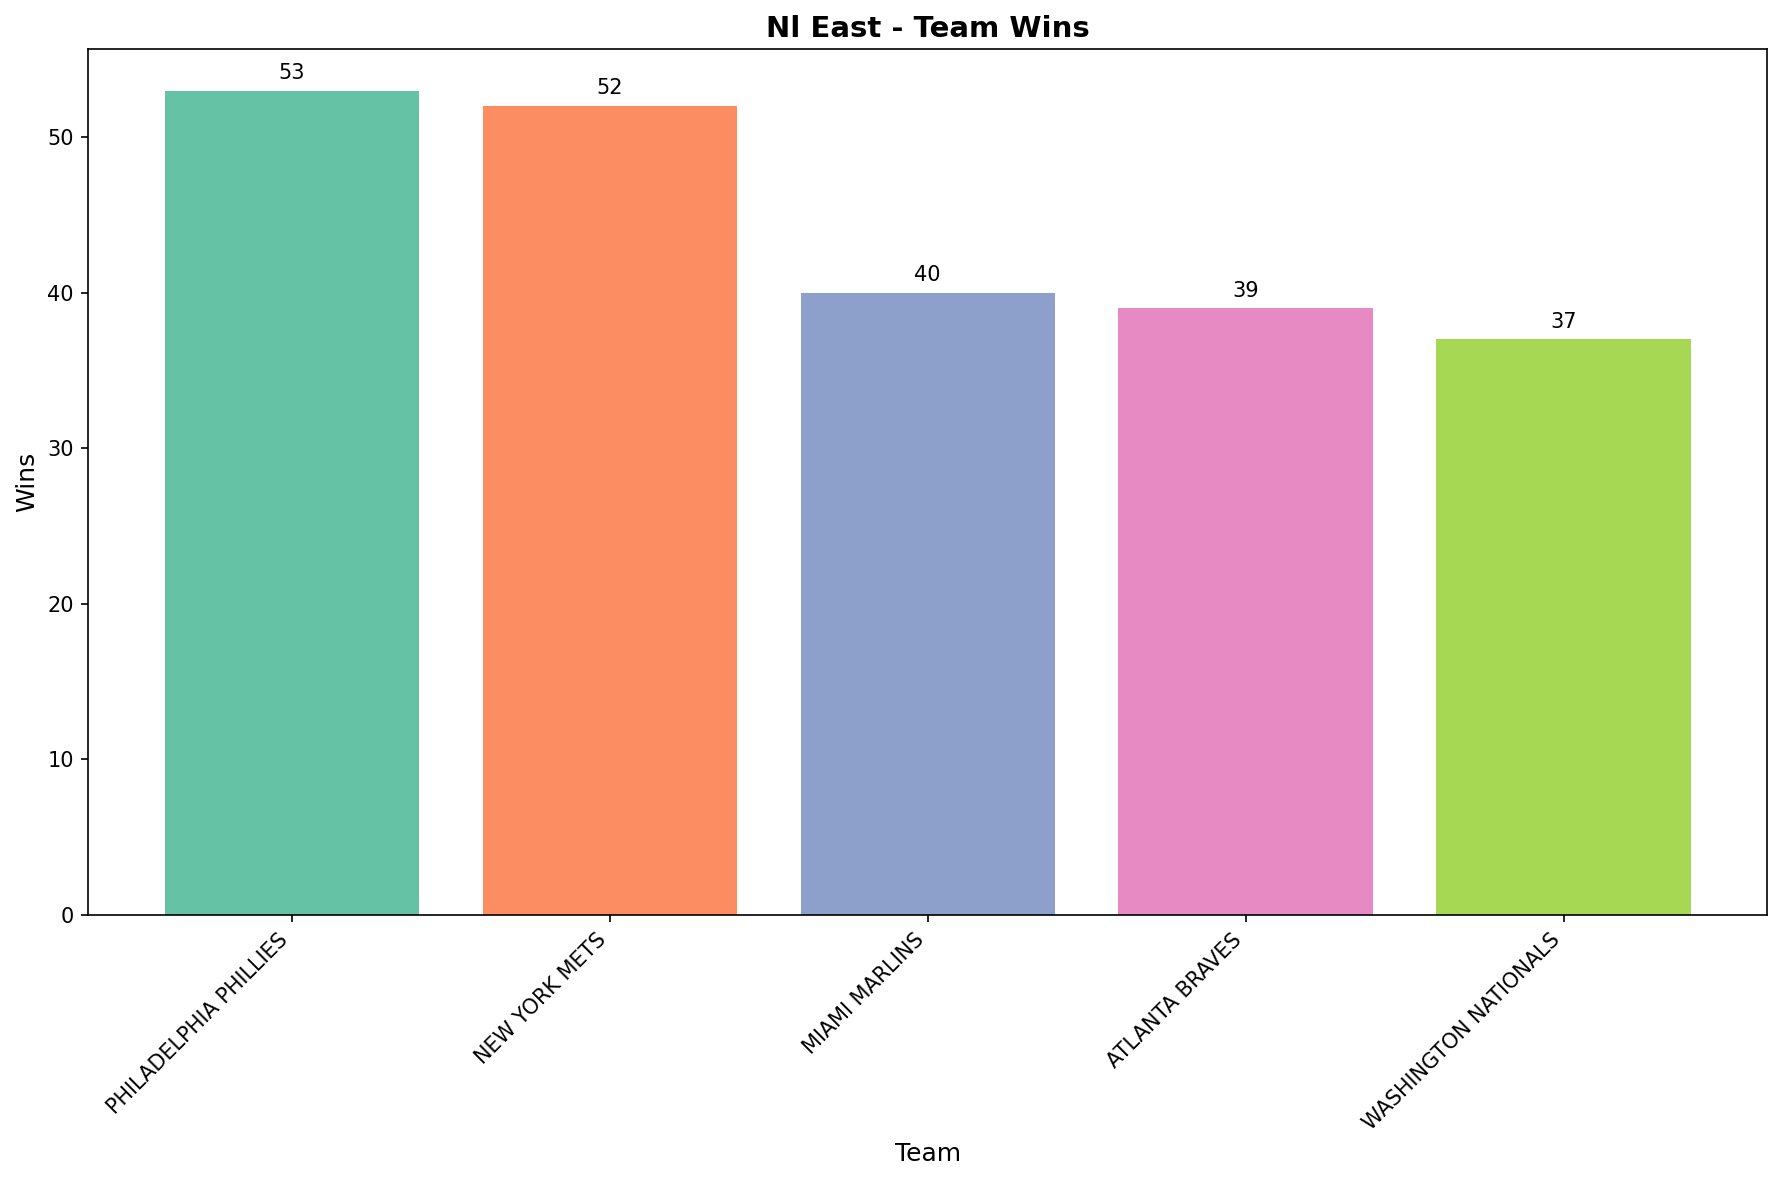 Nl East - Team Wins
53
52
40
39
37
50
40
30
20
10
0
Wins
PHILADELPHIA PHILLIES
NEW YORK METS
MIAMI MARLINS
ATLANTA BRAVES
WASHINGTON NATIONALS
Team